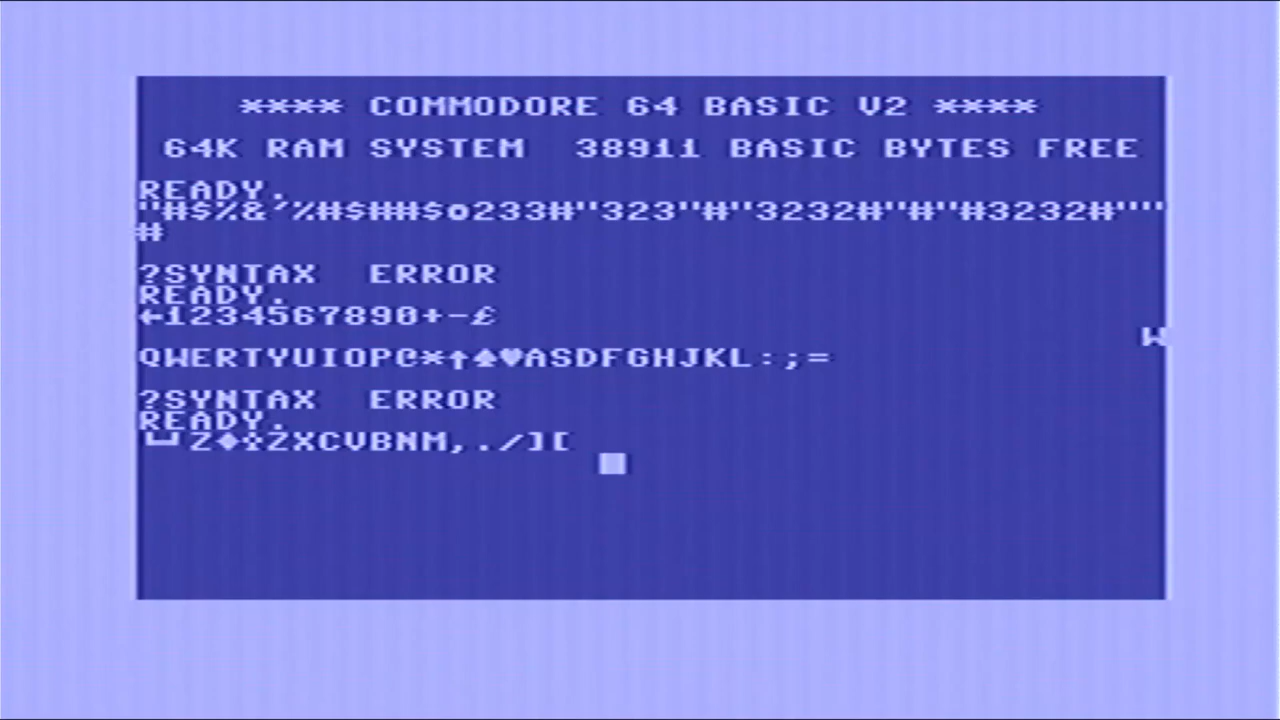 **** COMMODORE 64 BASIC V2 ****
64K RAM SYSTEM  38911 BASIC BYTES FREE
READY.
"#$%&'%#$##$o233#"323"#"3232#"#"#3232#""
#
?SYNTAX  ERROR
READY.
←1234567890+-£
W
QWERTYUIOP@*↑♠♥ASDFGHJKL:;=
?SYNTAX  ERROR
READY.
Z♦♣ZXCVBNM,./][